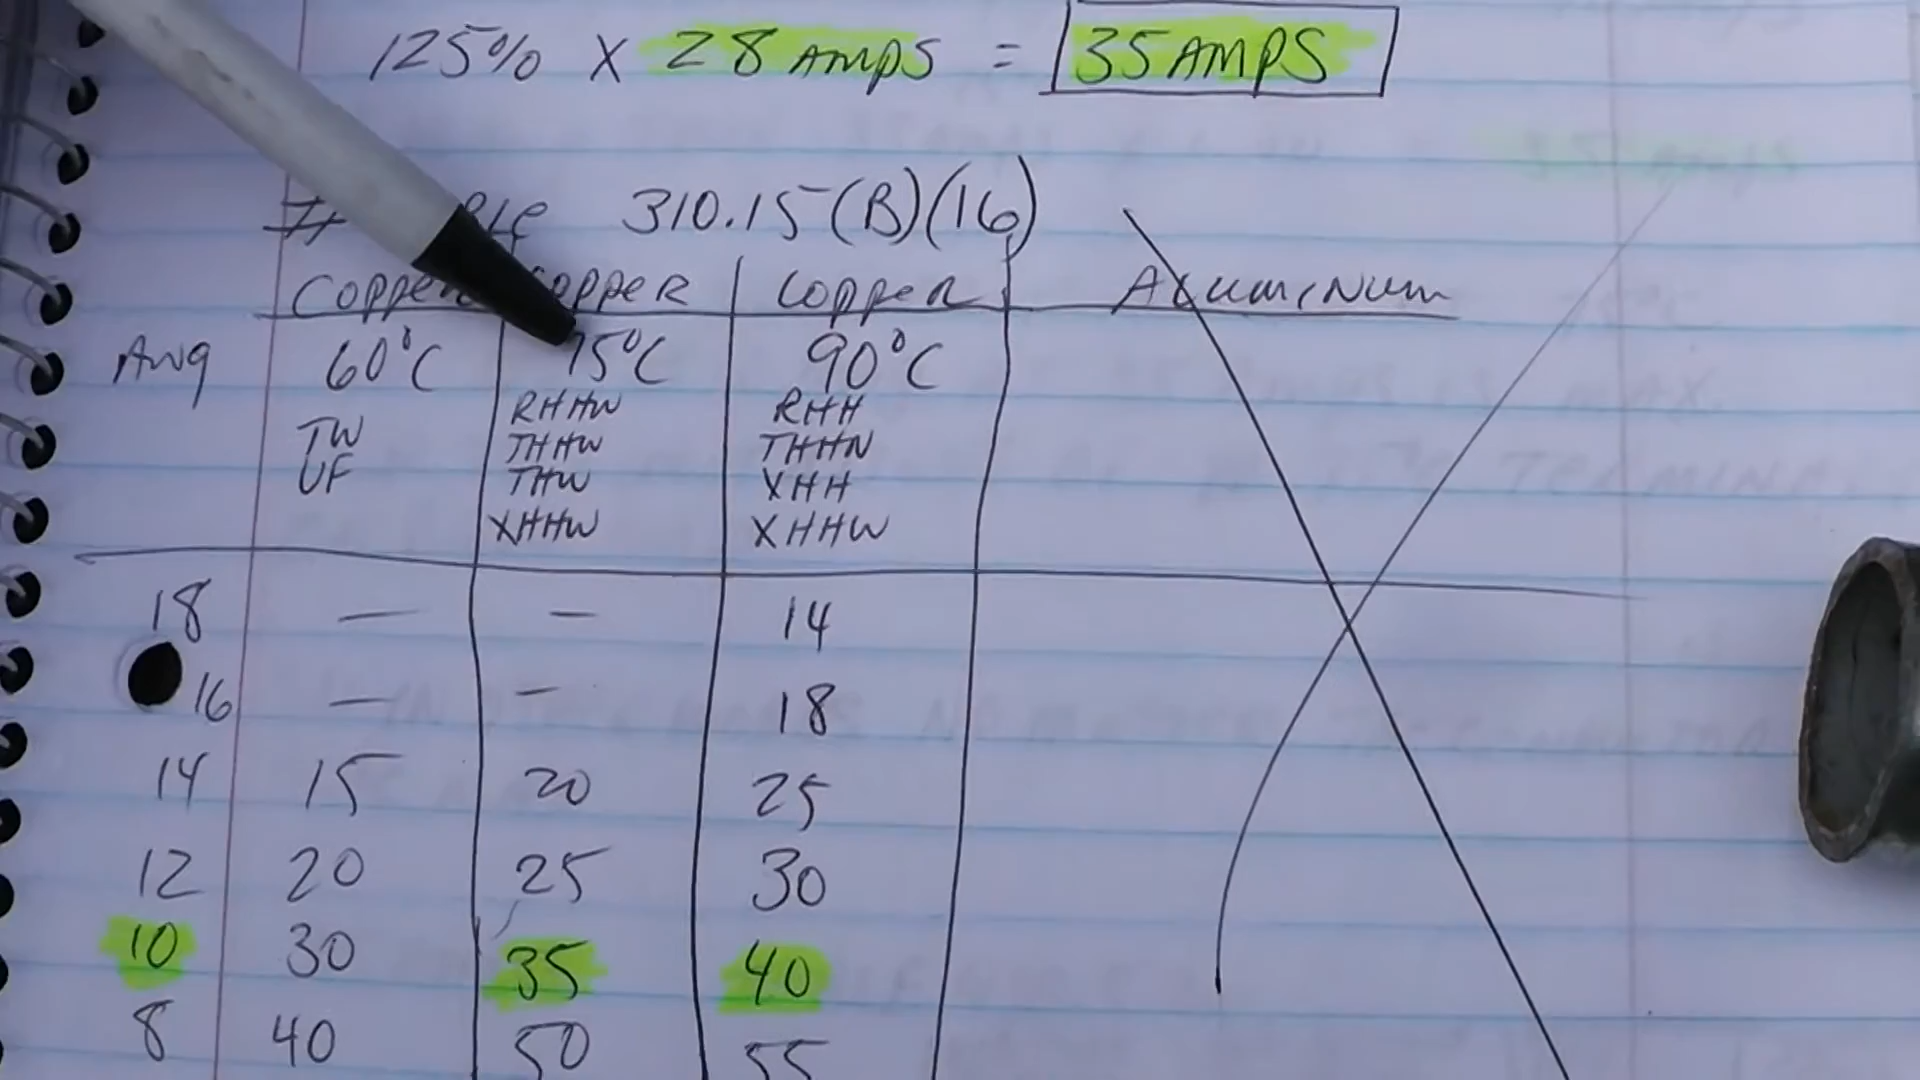 125% X 28 AMPS = 35 AMPS
310.15(B)(16)
Copper Copper Aluminum
Awg 60°C 75°C 90°C
TW RHHW RHH
UF THHW THHN
THW XHH
XHHW XHHW
18 — — 14
16 — — 18
14 15 20 25
12 20 25 30
10 30 35 40
8 40 50 55